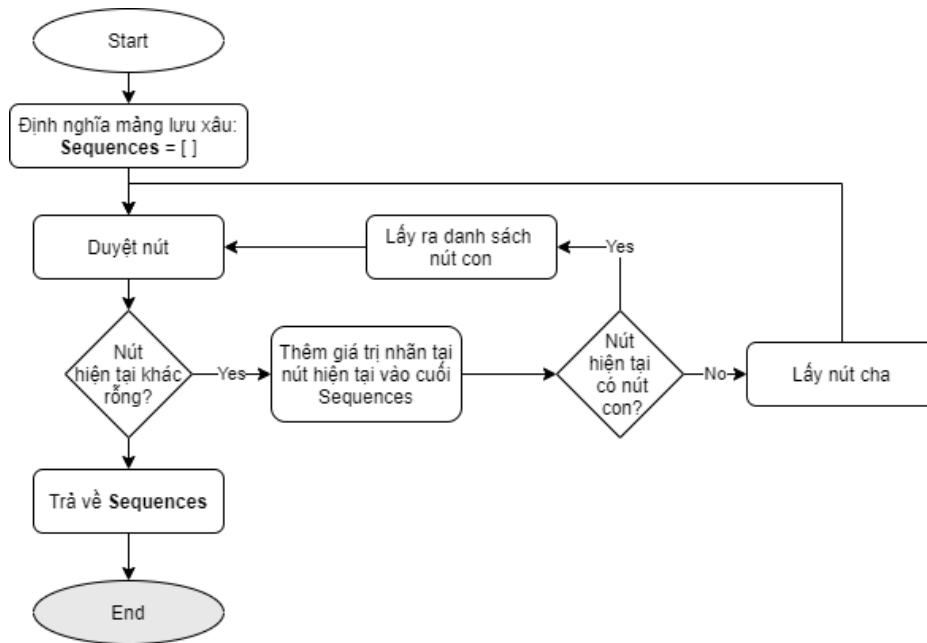 Start
Định nghĩa mảng lưu xâu:
Sequences = [ ]
Duyệt nút
Lấy ra danh sách
nút con
Yes
Nút
hiện tại khác
rỗng?
Yes
Thêm giá trị nhãn tại
nút hiện tại vào cuối
Sequences
Nút
hiện tại
có nút
con?
No
Lấy nút cha
Trả về Sequences
End